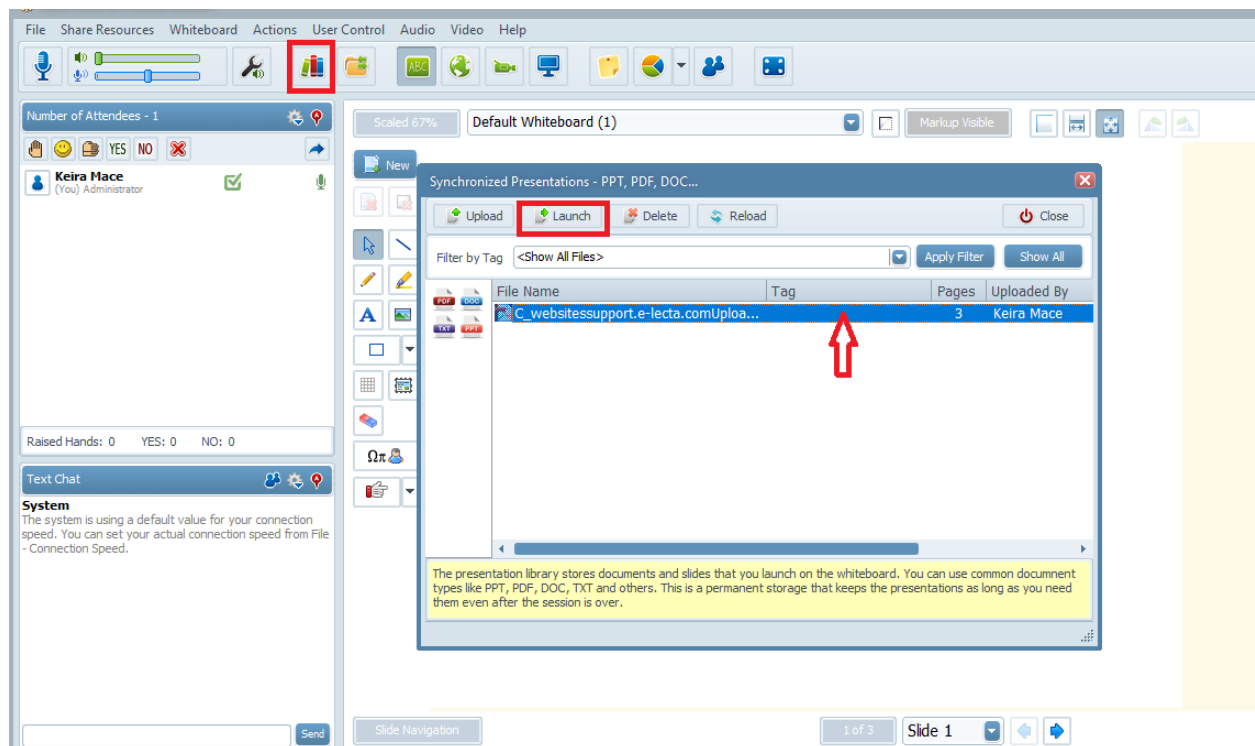 File Share Resources Whiteboard Actions User Control Audio Video Help
ABC
Number of Attendees - 1
YES NO
Keira Mace
(You) Administrator
Raised Hands: 0 YES: 0 NO: 0
Text Chat
System
The system is using a default value for your connection
speed. You can set your actual connection speed from File
- Connection Speed.
Send
Scaled 67% Default Whiteboard (1) Markup Visible
New
A
Ωπ
Synchronized Presentations - PPT, PDF, DOC...
Upload Launch Delete Reload Close
Filter by Tag <Show All Files> Apply Filter Show All
PDF DOC
TXT PPT
File Name Tag Pages Uploaded By
C_websitessupport.e-lecta.comUploa... 3 Keira Mace
The presentation library stores documents and slides that you launch on the whiteboard. You can use common documnent
types like PPT, PDF, DOC, TXT and others. This is a permanent storage that keeps the presentations as long as you need
them even after the session is over.
Slide Navigation 1 of 3 Slide 1